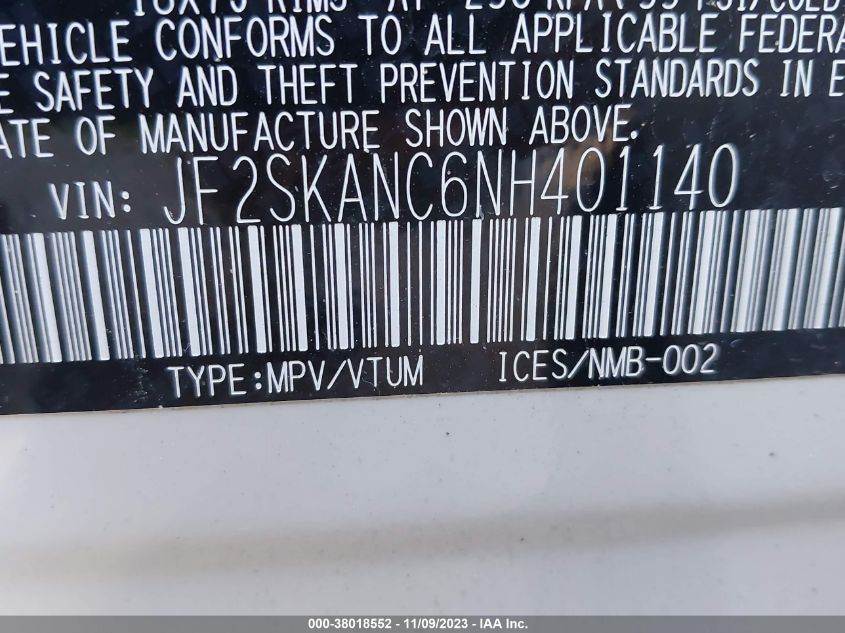 EHICLE CONFORMS TO ALL APPLICABLE FEDERA
E SAFETY AND THEFT PREVENTION STANDARDS IN E
ATE OF MANUFACTURE SHOWN ABOVE.
VIN: JF2SKANC6NH401140
TYPE:MPV/VTUM ICES/NMB-002
000-38018552 - 11/09/2023 - IAA Inc.